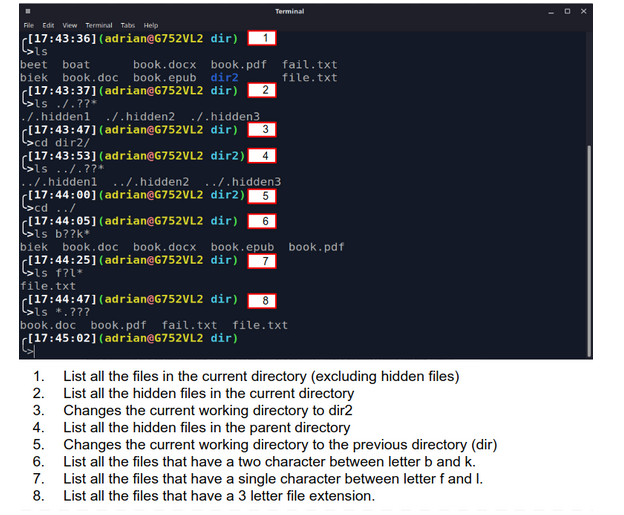 Terminal
File Edit View Terminal Tabs Help
[17:43:36](adrian@G752VL2 dir) 1
>ls
beet boat book.docx book.pdf fail.txt
biek book.doc book.epub dir2 file.txt
[17:43:37](adrian@G752VL2 dir) 2
>ls ./.??*
./.hidden1 ./.hidden2 ./.hidden3
[17:43:47](adrian@G752VL2 dir) 3
>cd dir2/
[17:43:53](adrian@G752VL2 dir2) 4
>ls ../.??*
../.hidden1 ../.hidden2 ../.hidden3
[17:44:00](adrian@G752VL2 dir2) 5
>cd ../
[17:44:05](adrian@G752VL2 dir) 6
>ls b??k*
biek book.doc book.docx book.epub book.pdf
[17:44:25](adrian@G752VL2 dir) 7
>ls f?l*
file.txt
[17:44:47](adrian@G752VL2 dir) 8
>ls *.???
book.doc book.pdf fail.txt file.txt
[17:45:02](adrian@G752VL2 dir)
>
1. List all the files in the current directory (excluding hidden files)
2. List all the hidden files in the current directory
3. Changes the current working directory to dir2
4. List all the hidden files in the parent directory
5. Changes the current working directory to the previous directory (dir)
6. List all the files that have a two character between letter b and k.
7. List all the files that have a single character between letter f and l.
8. List all the files that have a 3 letter file extension.